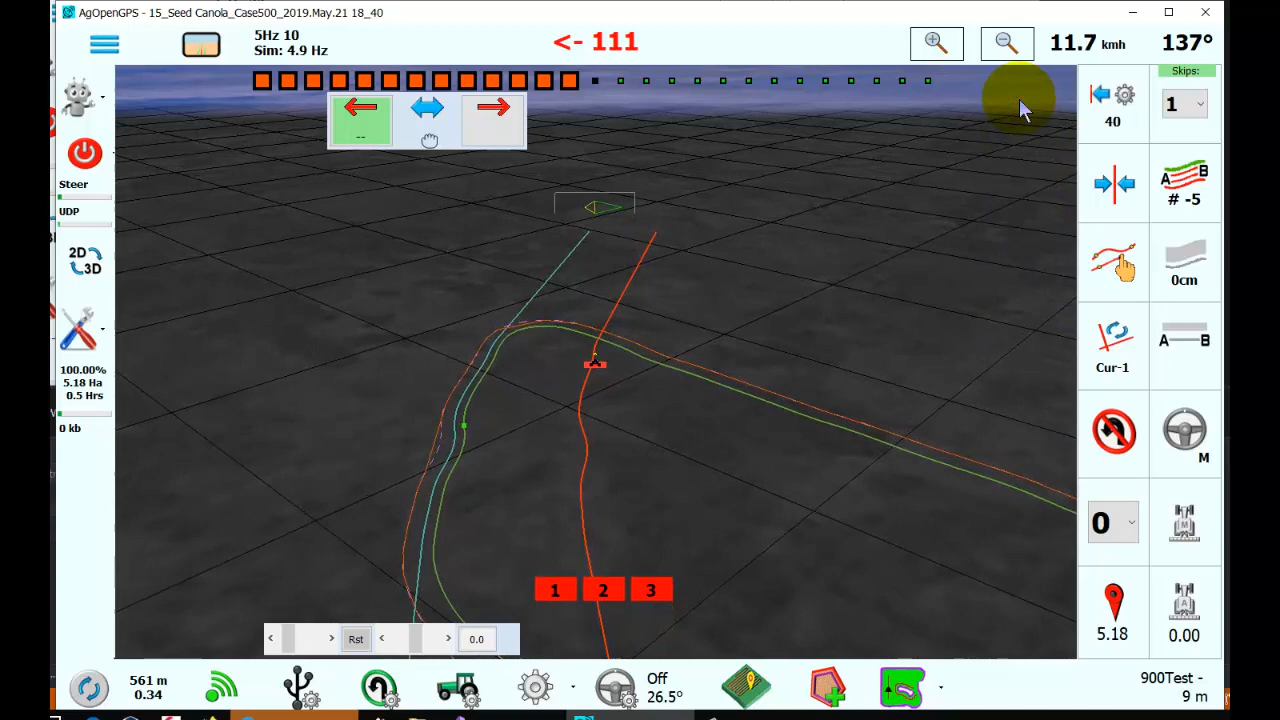 AgOpenGPS - 15_Seed Canola_Case500_2019.May.21 18_40
5Hz 10
Sim: 4.9 Hz
<- 111
11.7 kmh
137°
Skips:
1
40
--
Steer
UDP
A B
# -5
2D
3D
0cm
Cur-1
A B
100.00%
5.18 Ha
0.5 Hrs
0 kb
M
0
M
1 2 3
5.18
A
0.00
< > Rst < > 0.0
561 m
0.34
Off
26.5°
900Test -
9 m